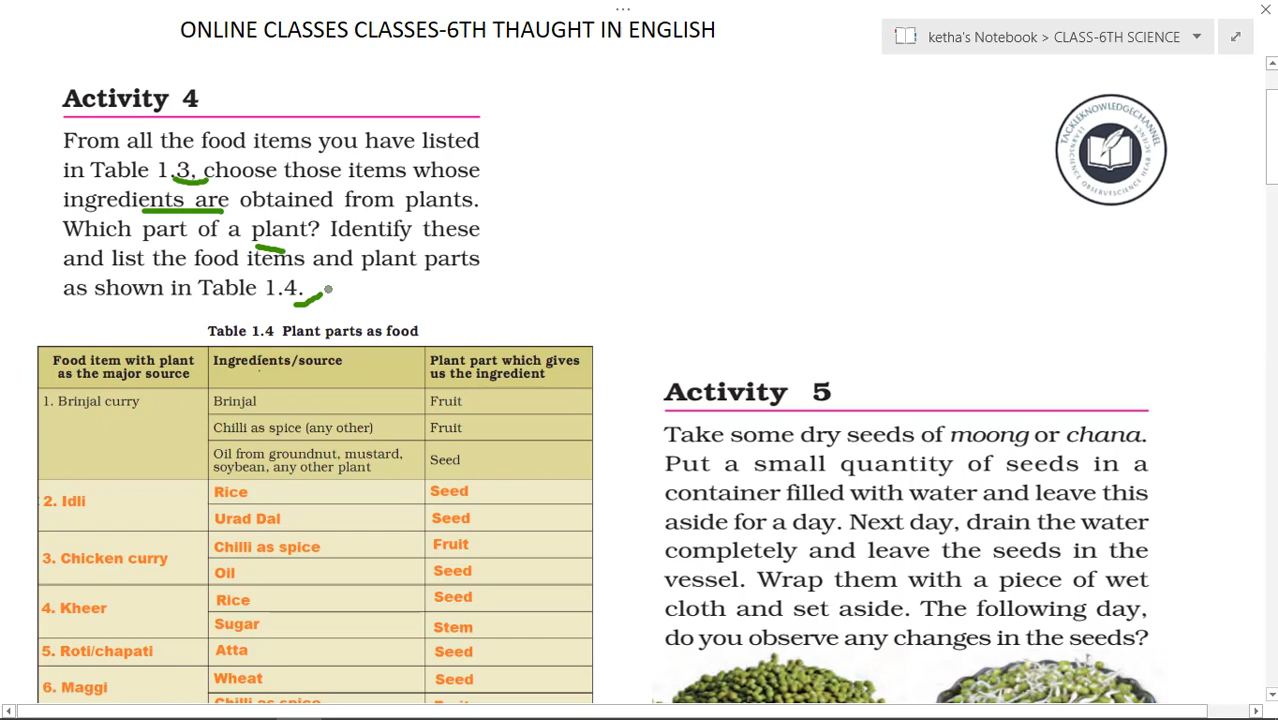 ONLINE CLASSES CLASSES-6TH THAUGHT IN ENGLISH
ketha's Notebook > CLASS-6TH SCIENCE
Activity 4
From all the food items you have listed
in Table 1.3, choose those items whose
ingredients are obtained from plants.
Which part of a plant? Identify these
and list the food items and plant parts
as shown in Table 1.4.
TACKLEKNOWLEDGECHANNEL
Table 1.4 Plant parts as food
Food item with plant
as the major source
Ingredients/source
Plant part which gives
us the ingredient
1. Brinjal curry
Brinjal
Fruit
Chilli as spice (any other)
Fruit
Oil from groundnut, mustard,
soybean, any other plant
Seed
2. Idli
Rice
Seed
Urad Dal
Seed
3. Chicken curry
Chilli as spice
Fruit
Oil
Seed
4. Kheer
Rice
Seed
Sugar
Stem
5. Roti/chapati
Atta
Seed
6. Maggi
Wheat
Seed
Chilli as spice
Activity 5
Take some dry seeds of moong or chana.
Put a small quantity of seeds in a
container filled with water and leave this
aside for a day. Next day, drain the water
completely and leave the seeds in the
vessel. Wrap them with a piece of wet
cloth and set aside. The following day,
do you observe any changes in the seeds?